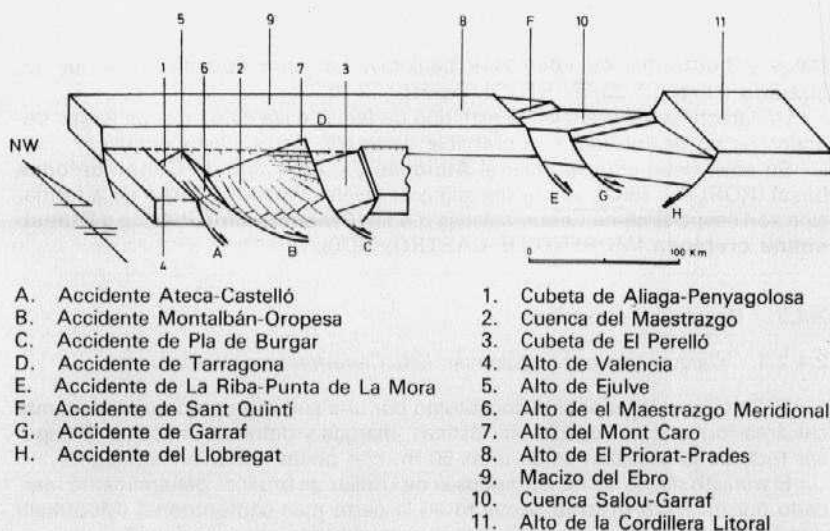 5 9 8 F 10 11
1 6 2 7 3
D
NW
E G H
A B C
4
0 100 Km
A. Accidente Ateca-Castelló
B. Accidente Montalbán-Oropesa
C. Accidente de Pla de Burgar
D. Accidente de Tarragona
E. Accidente de La Riba-Punta de La Mora
F. Accidente de Sant Quintí
G. Accidente de Garraf
H. Accidente del Llobregat
1. Cubeta de Aliaga-Penyagolosa
2. Cuenca del Maestrazgo
3. Cubeta de El Perelló
4. Alto de Valencia
5. Alto de Ejulve
6. Alto de el Maestrazgo Meridional
7. Alto del Mont Caro
8. Alto de El Priorat-Prades
9. Macizo del Ebro
10. Cuenca Salou-Garraf
11. Alto de la Cordillera Litoral